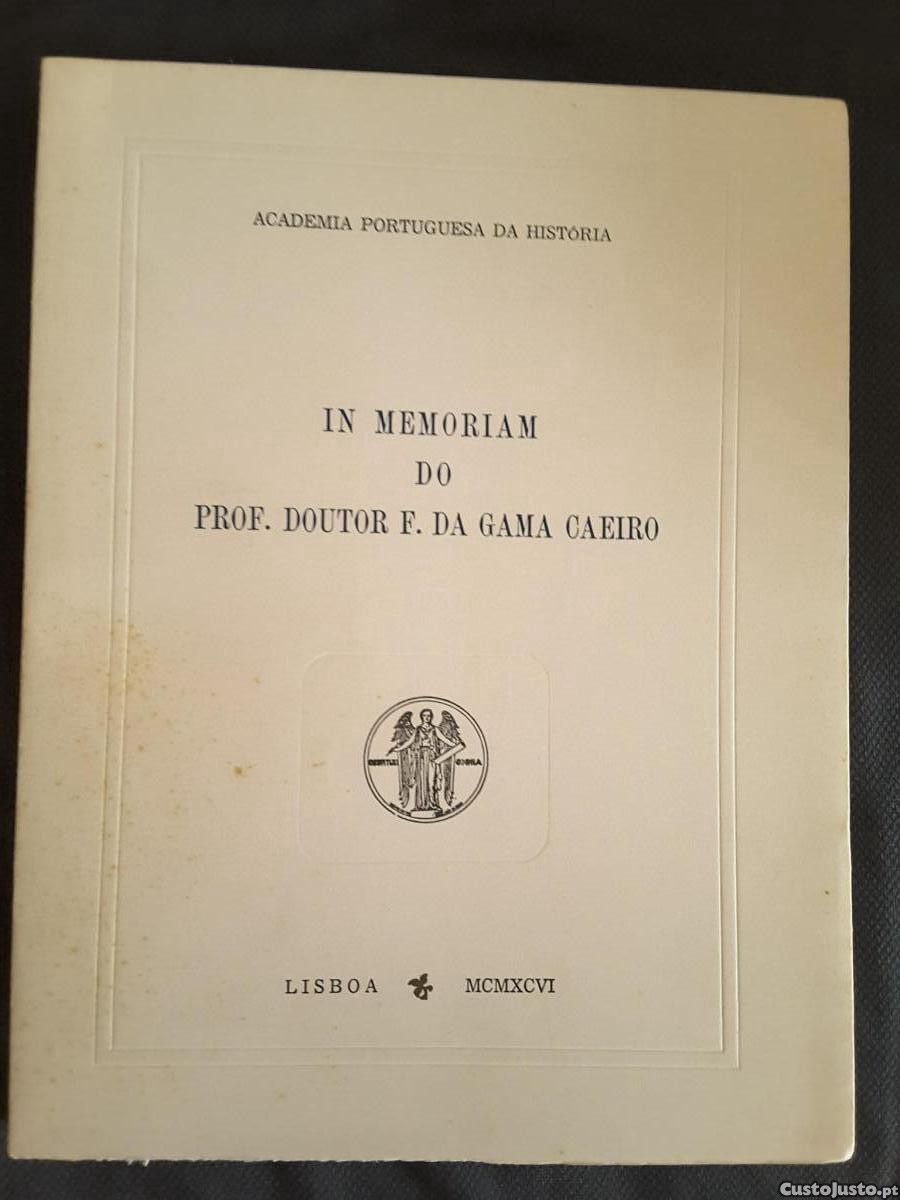 ACADEMIA PORTUGUESA DA HISTÓRIA
IN MEMORIAM
DO
PROF. DOUTOR F. DA GAMA CAEIRO
LISBOA MCMXCVI
CustoJusto.pt